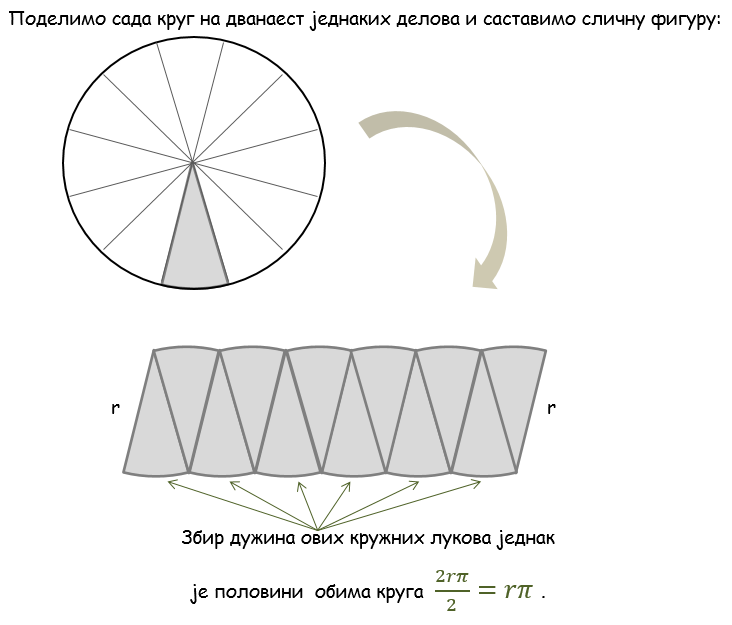 Поделимо сада круг на дванаест једнаких делова и саставимо сличну фигуру:
r
r
Збир дужина ових кружних лукова једнак
је половини обима круга 2rπ/2 = rπ .